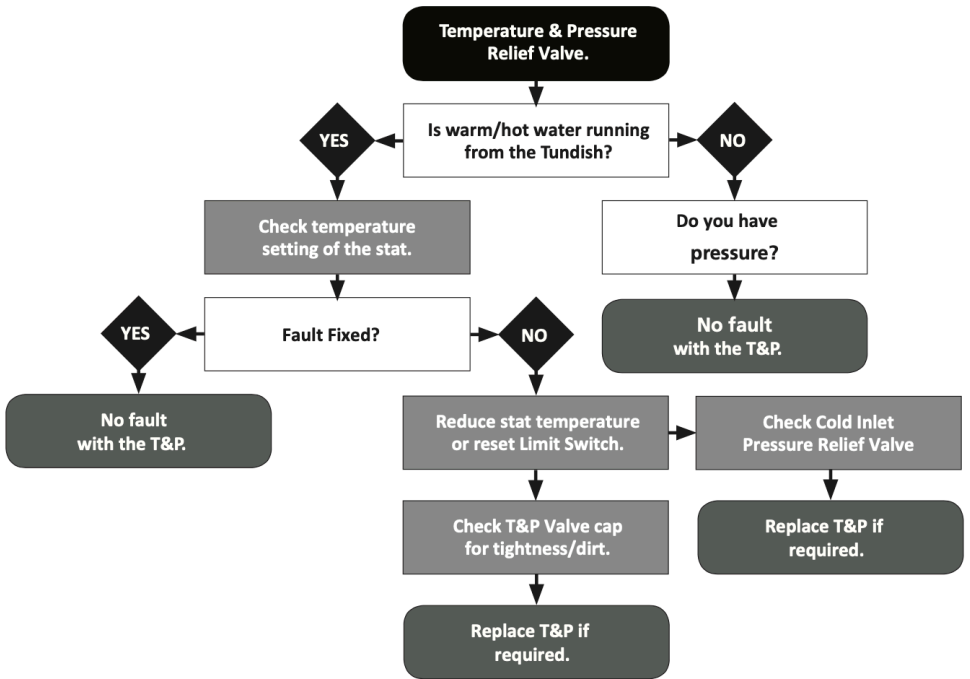 Temperature & Pressure
Relief Valve.
Is warm/hot water running
from the Tundish?
YES
NO
Check temperature
setting of the stat.
Do you have
pressure?
Fault Fixed?
YES
NO
No fault
with the T&P.
No fault
with the T&P.
Reduce stat temperature
or reset Limit Switch.
Check Cold Inlet
Pressure Relief Valve
Check T&P Valve cap
for tightness/dirt.
Replace T&P if
required.
Replace T&P if
required.